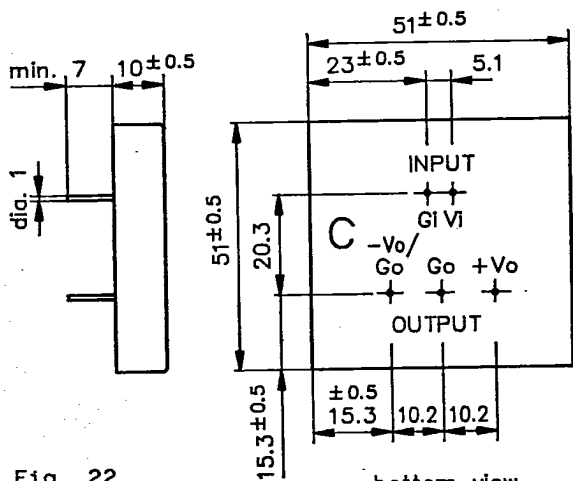 51±0.5
min. 7 10±0.5 23±0.5 5.1
dia. 1
INPUT
Gi Vi
51±0.5
20.3
C
-Vo/
Go Go +Vo
OUTPUT
15.3±0.5
±0.5
15.3 10.2 10.2
Fig. 22
bottom view